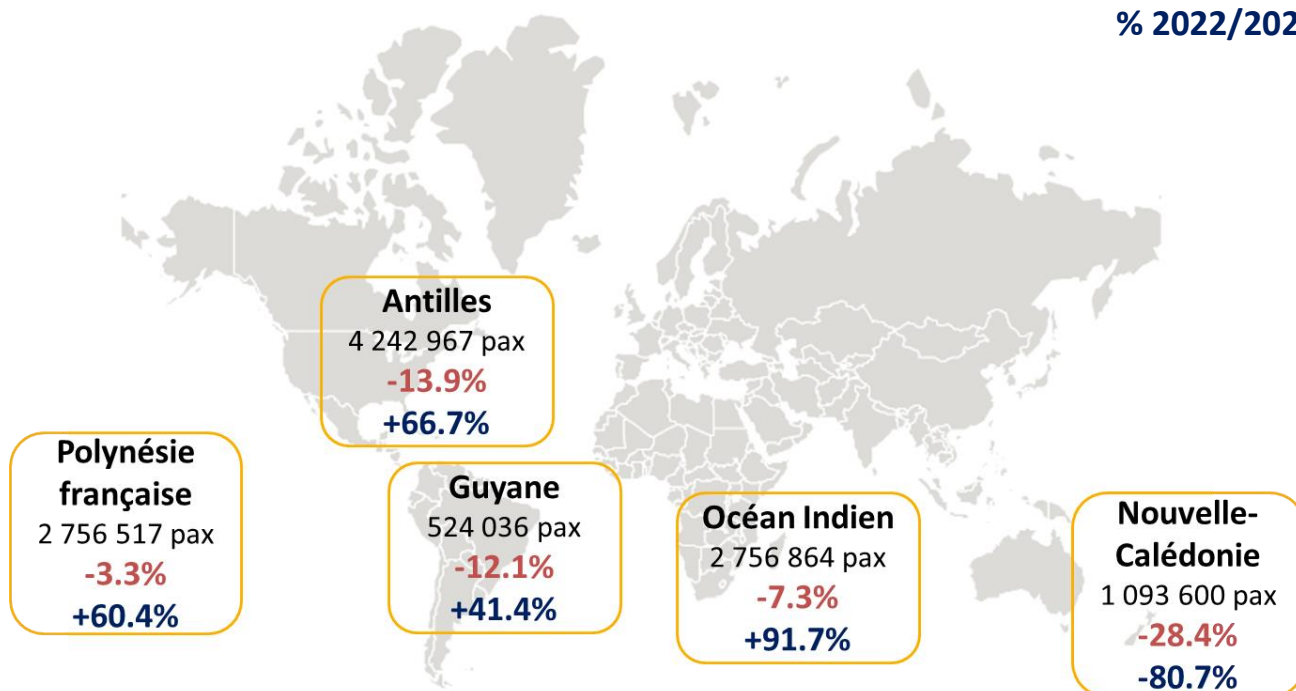 % 2022/202
Antilles
4 242 967 pax
-13.9%
+66.7%
Polynésie
française
2 756 517 pax
-3.3%
+60.4%
Guyane
524 036 pax
-12.1%
+41.4%
Océan Indien
2 756 864 pax
-7.3%
+91.7%
Nouvelle-
Calédonie
1 093 600 pax
-28.4%
-80.7%